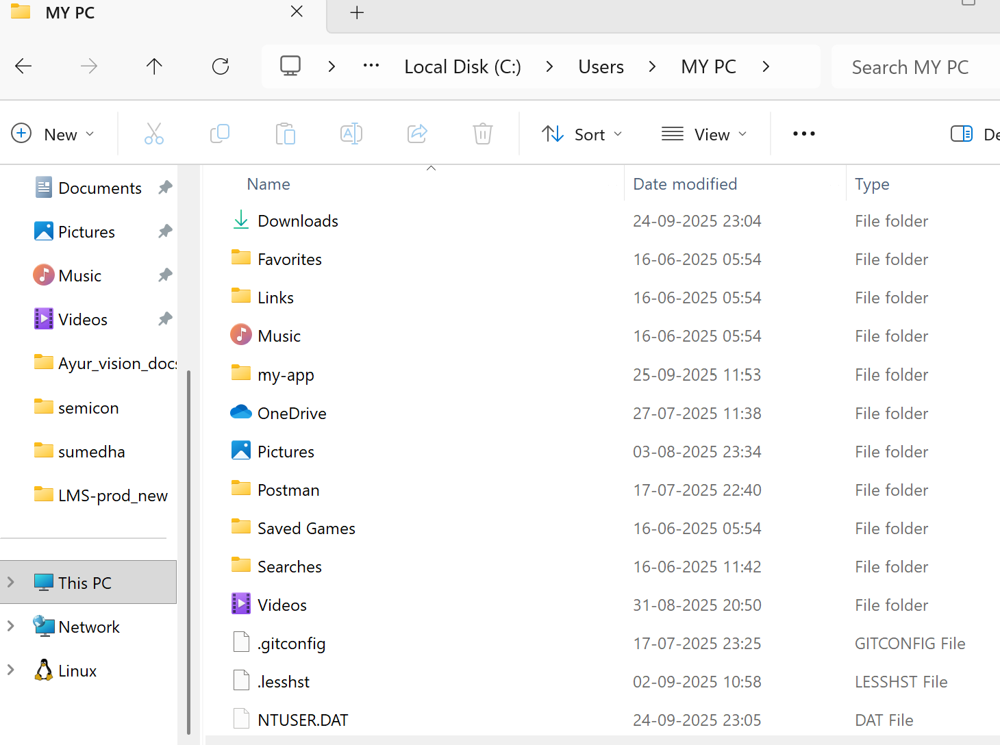 MY PC
Local Disk (C:) Users MY PC Search MY PC
New Sort View De
Name Date modified Type
Documents
Pictures
Music
Videos
Ayur_vision_docs
semicon
sumedha
LMS-prod_new
This PC
Network
Linux
Downloads 24-09-2025 23:04 File folder
Favorites 16-06-2025 05:54 File folder
Links 16-06-2025 05:54 File folder
Music 16-06-2025 05:54 File folder
my-app 25-09-2025 11:53 File folder
OneDrive 27-07-2025 11:38 File folder
Pictures 03-08-2025 23:34 File folder
Postman 17-07-2025 22:40 File folder
Saved Games 16-06-2025 05:54 File folder
Searches 16-06-2025 11:42 File folder
Videos 31-08-2025 20:50 File folder
.gitconfig 17-07-2025 23:25 GITCONFIG File
.lesshst 02-09-2025 10:58 LESSHST File
NTUSER.DAT 24-09-2025 23:05 DAT File